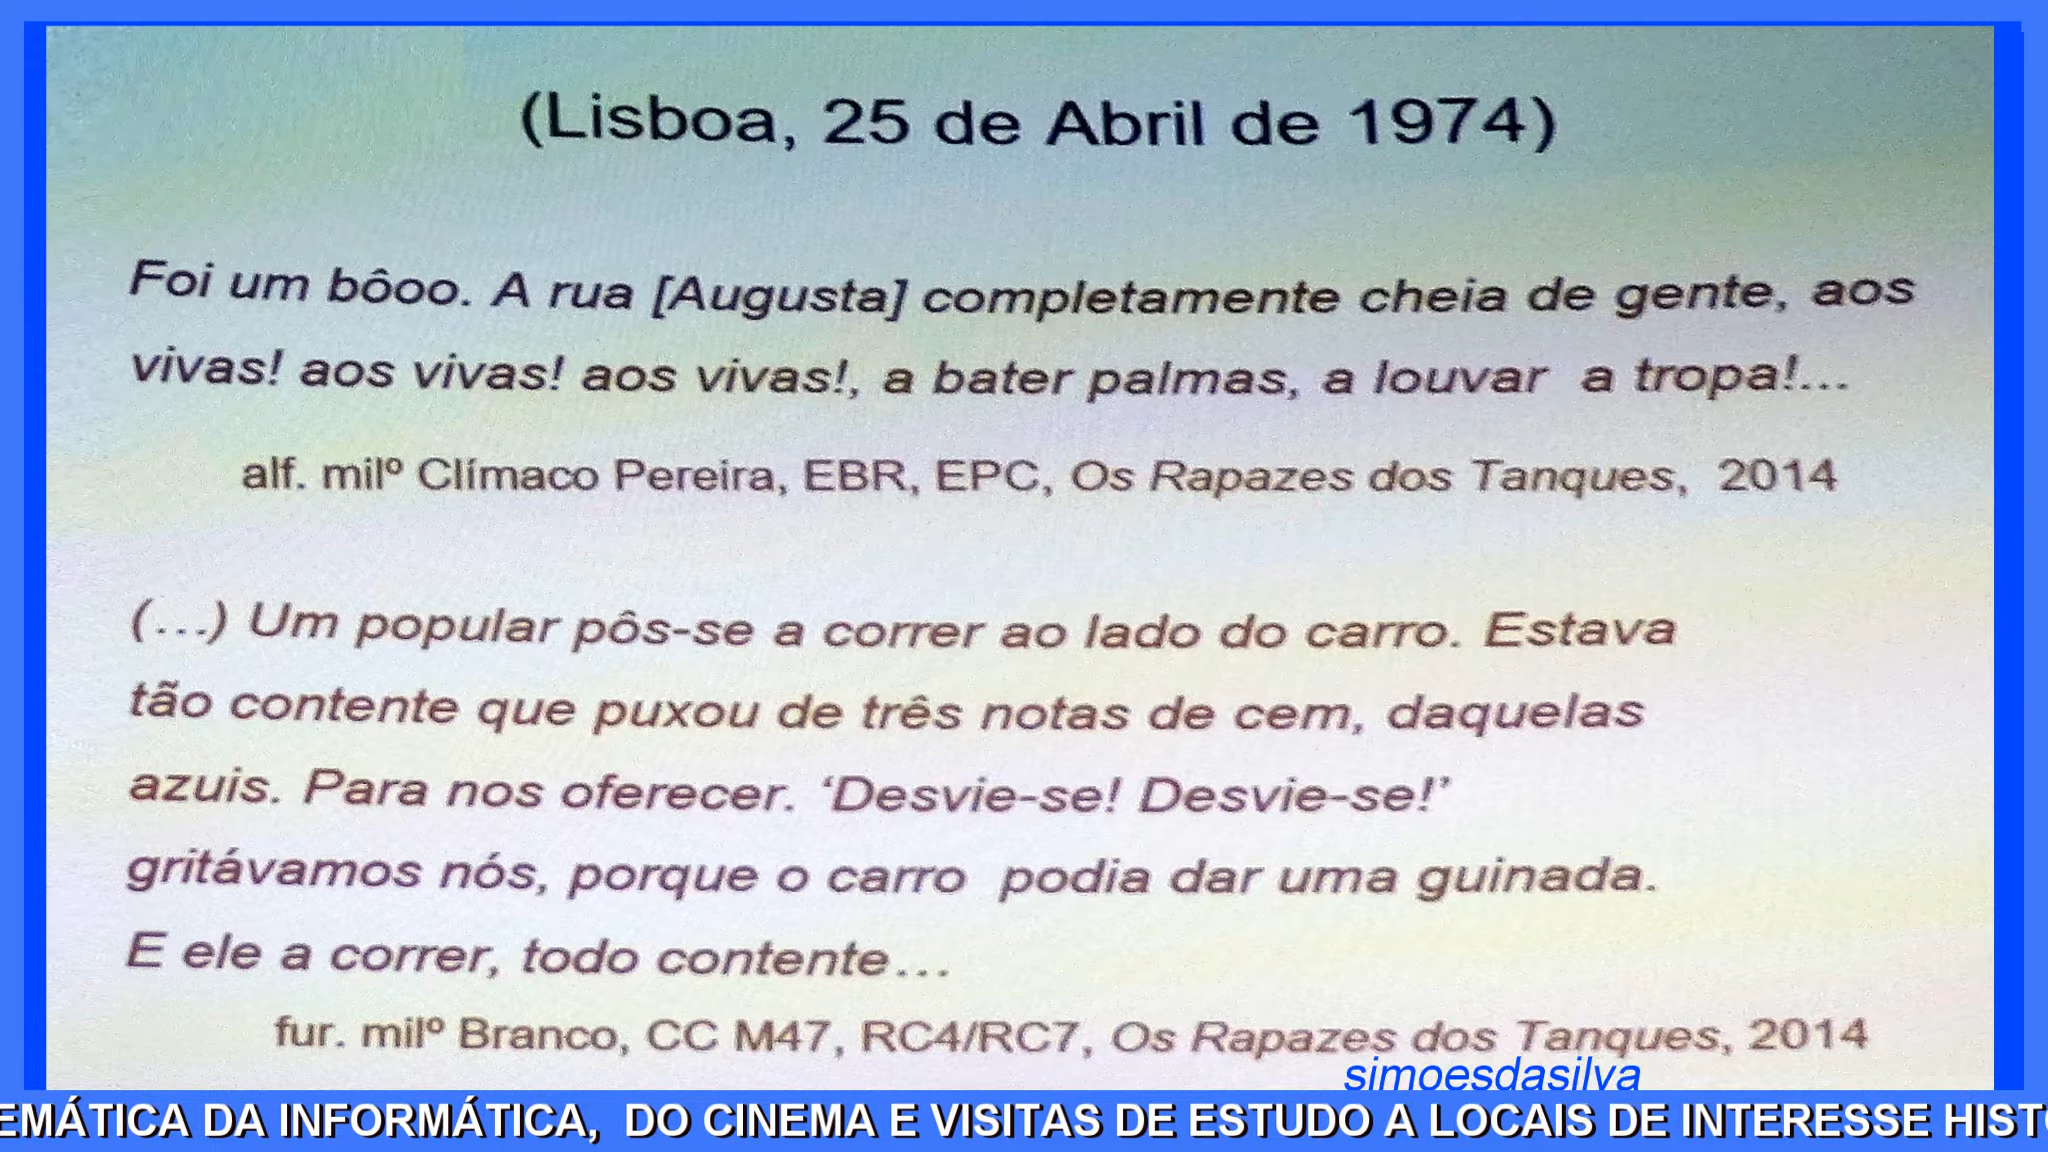 (Lisboa, 25 de Abril de 1974)
Foi um bôoo. A rua [Augusta] completamente cheia de gente, aos
vivas! aos vivas! aos vivas!, a bater palmas, a louvar a tropa!...
alf. milº Clímaco Pereira, EBR, EPC, Os Rapazes dos Tanques, 2014
(...) Um popular pôs-se a correr ao lado do carro. Estava
tão contente que puxou de três notas de cem, daquelas
azuis. Para nos oferecer. ‘Desvie-se! Desvie-se!’
gritávamos nós, porque o carro podia dar uma guinada.
E ele a correr, todo contente...
fur. milº Branco, CC M47, RC4/RC7, Os Rapazes dos Tanques, 2014
simoesdasilva
EMÁTICA DA INFORMÁTICA, DO CINEMA E VISITAS DE ESTUDO A LOCAIS DE INTERESSE HIST